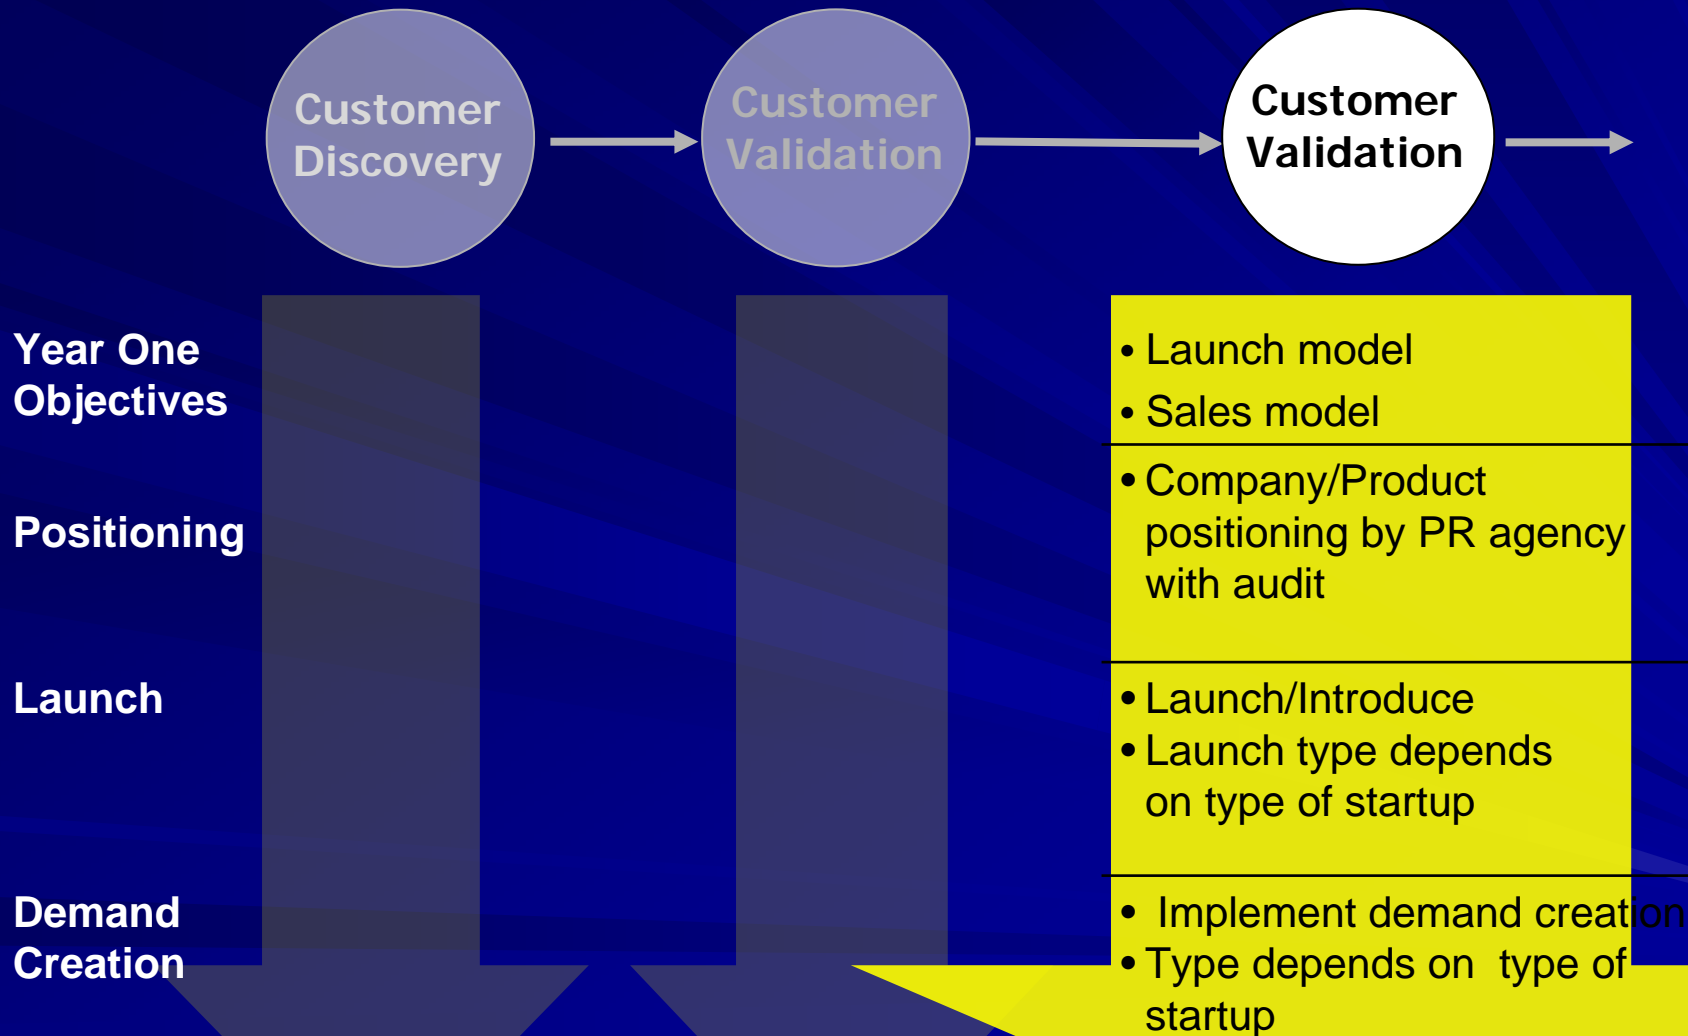 Customer
Discovery
Customer
Validation
Customer
Validation
Year One
Objectives
• Launch model
• Sales model
Positioning
• Company/Product
positioning by PR agency
with audit
Launch
• Launch/Introduce
• Launch type depends
on type of startup
Demand
Creation
• Implement demand creation
• Type depends on type of
startup